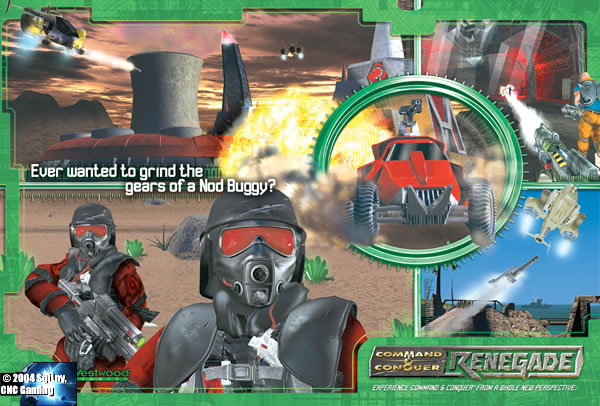 Ever wanted to grind the
gears of a Nod Buggy?
COMMAND & CONQUER RENEGADE
EXPERIENCE COMMAND & CONQUER FROM A WHOLE NEW PERSPECTIVE.
Westwood
© 2004
CNC Gaming